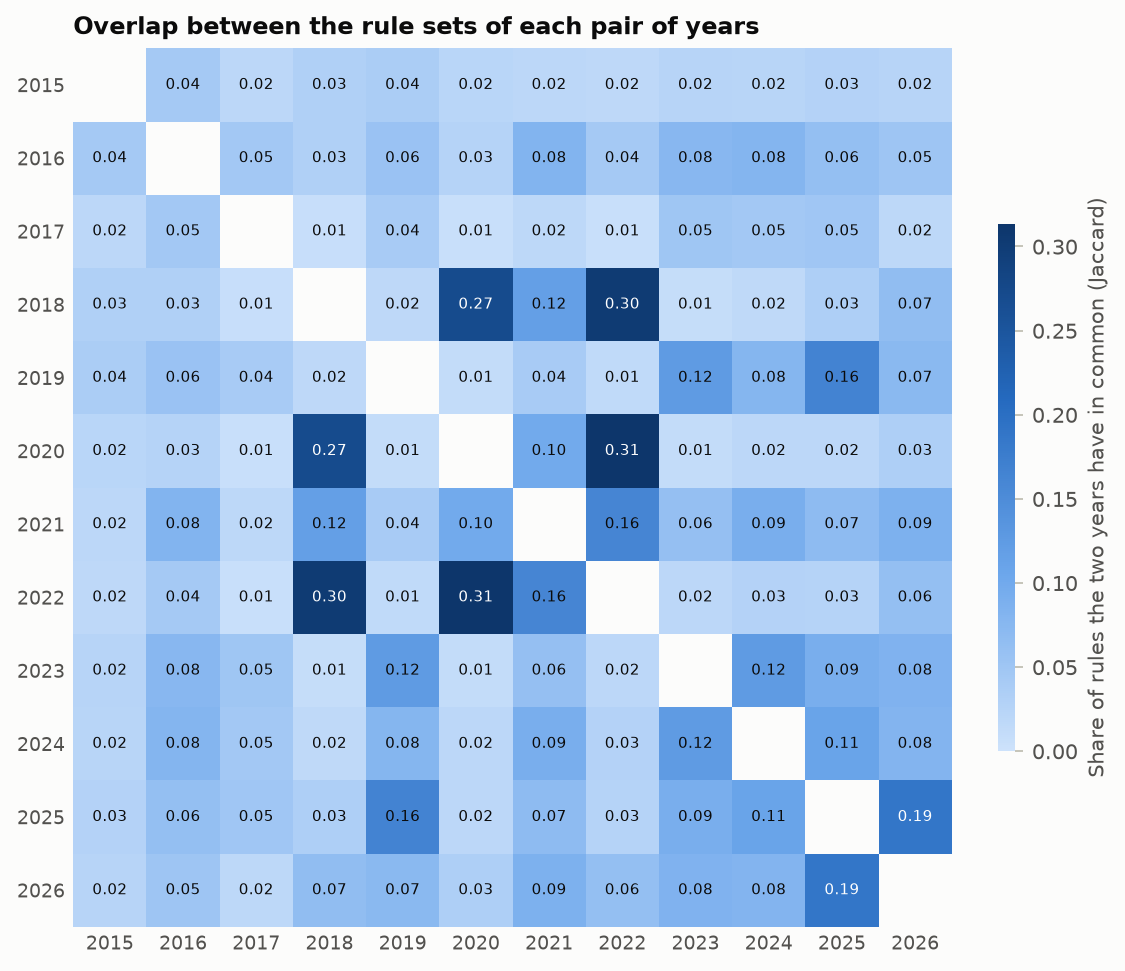 Overlap between the rule sets of each pair of years
2015 0.04 0.02 0.03 0.04 0.02 0.02 0.02 0.02 0.02 0.03 0.02
2016 0.04 0.05 0.03 0.06 0.03 0.08 0.04 0.08 0.08 0.06 0.05
2017 0.02 0.05 0.01 0.04 0.01 0.02 0.01 0.05 0.05 0.05 0.02
2018 0.03 0.03 0.01 0.02 0.27 0.12 0.30 0.01 0.02 0.03 0.07
2019 0.04 0.06 0.04 0.02 0.01 0.04 0.01 0.12 0.08 0.16 0.07
2020 0.02 0.03 0.01 0.27 0.01 0.10 0.31 0.01 0.02 0.02 0.03
2021 0.02 0.08 0.02 0.12 0.04 0.10 0.16 0.06 0.09 0.07 0.09
2022 0.02 0.04 0.01 0.30 0.01 0.31 0.16 0.02 0.03 0.03 0.06
2023 0.02 0.08 0.05 0.01 0.12 0.01 0.06 0.02 0.12 0.09 0.08
2024 0.02 0.08 0.05 0.02 0.08 0.02 0.09 0.03 0.12 0.11 0.08
2025 0.03 0.06 0.05 0.03 0.16 0.02 0.07 0.03 0.09 0.11 0.19
2026 0.02 0.05 0.02 0.07 0.07 0.03 0.09 0.06 0.08 0.08 0.19
2015 2016 2017 2018 2019 2020 2021 2022 2023 2024 2025 2026
0.30
0.25
0.20
0.15
0.10
0.05
0.00
Share of rules the two years have in common (Jaccard)